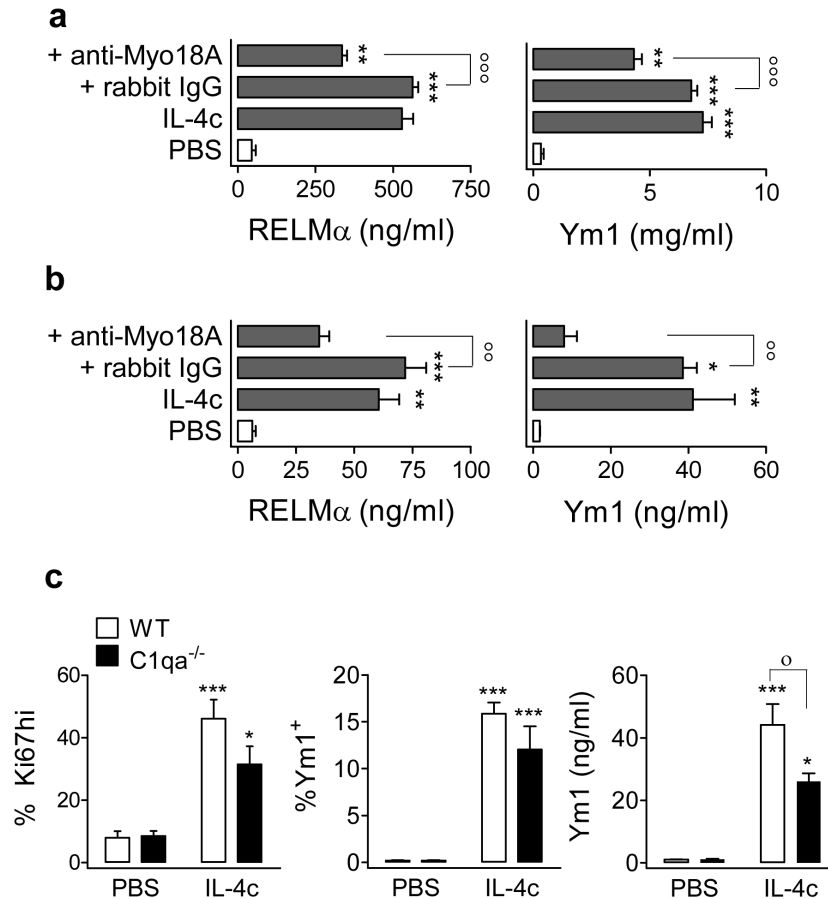 a
+ anti-Myo18A
+ rabbit IgG
IL-4c
PBS
** °°°
***
0 250 500 750
RELMα (ng/ml)
** °°°
***
***
0 5 10
Ym1 (mg/ml)
b
+ anti-Myo18A
+ rabbit IgG
IL-4c
PBS
°°
***
**
0 25 50 75 100
RELMα (ng/ml)
°°
*
**
0 20 40 60
Ym1 (ng/ml)
c
WT
C1qa-/-
% Ki67hi
60
40
20
0
***
*
PBS IL-4c
%Ym1+
20
15
10
5
0
***
***
PBS IL-4c
Ym1 (ng/ml)
60
40
20
0
o
***
*
PBS IL-4c